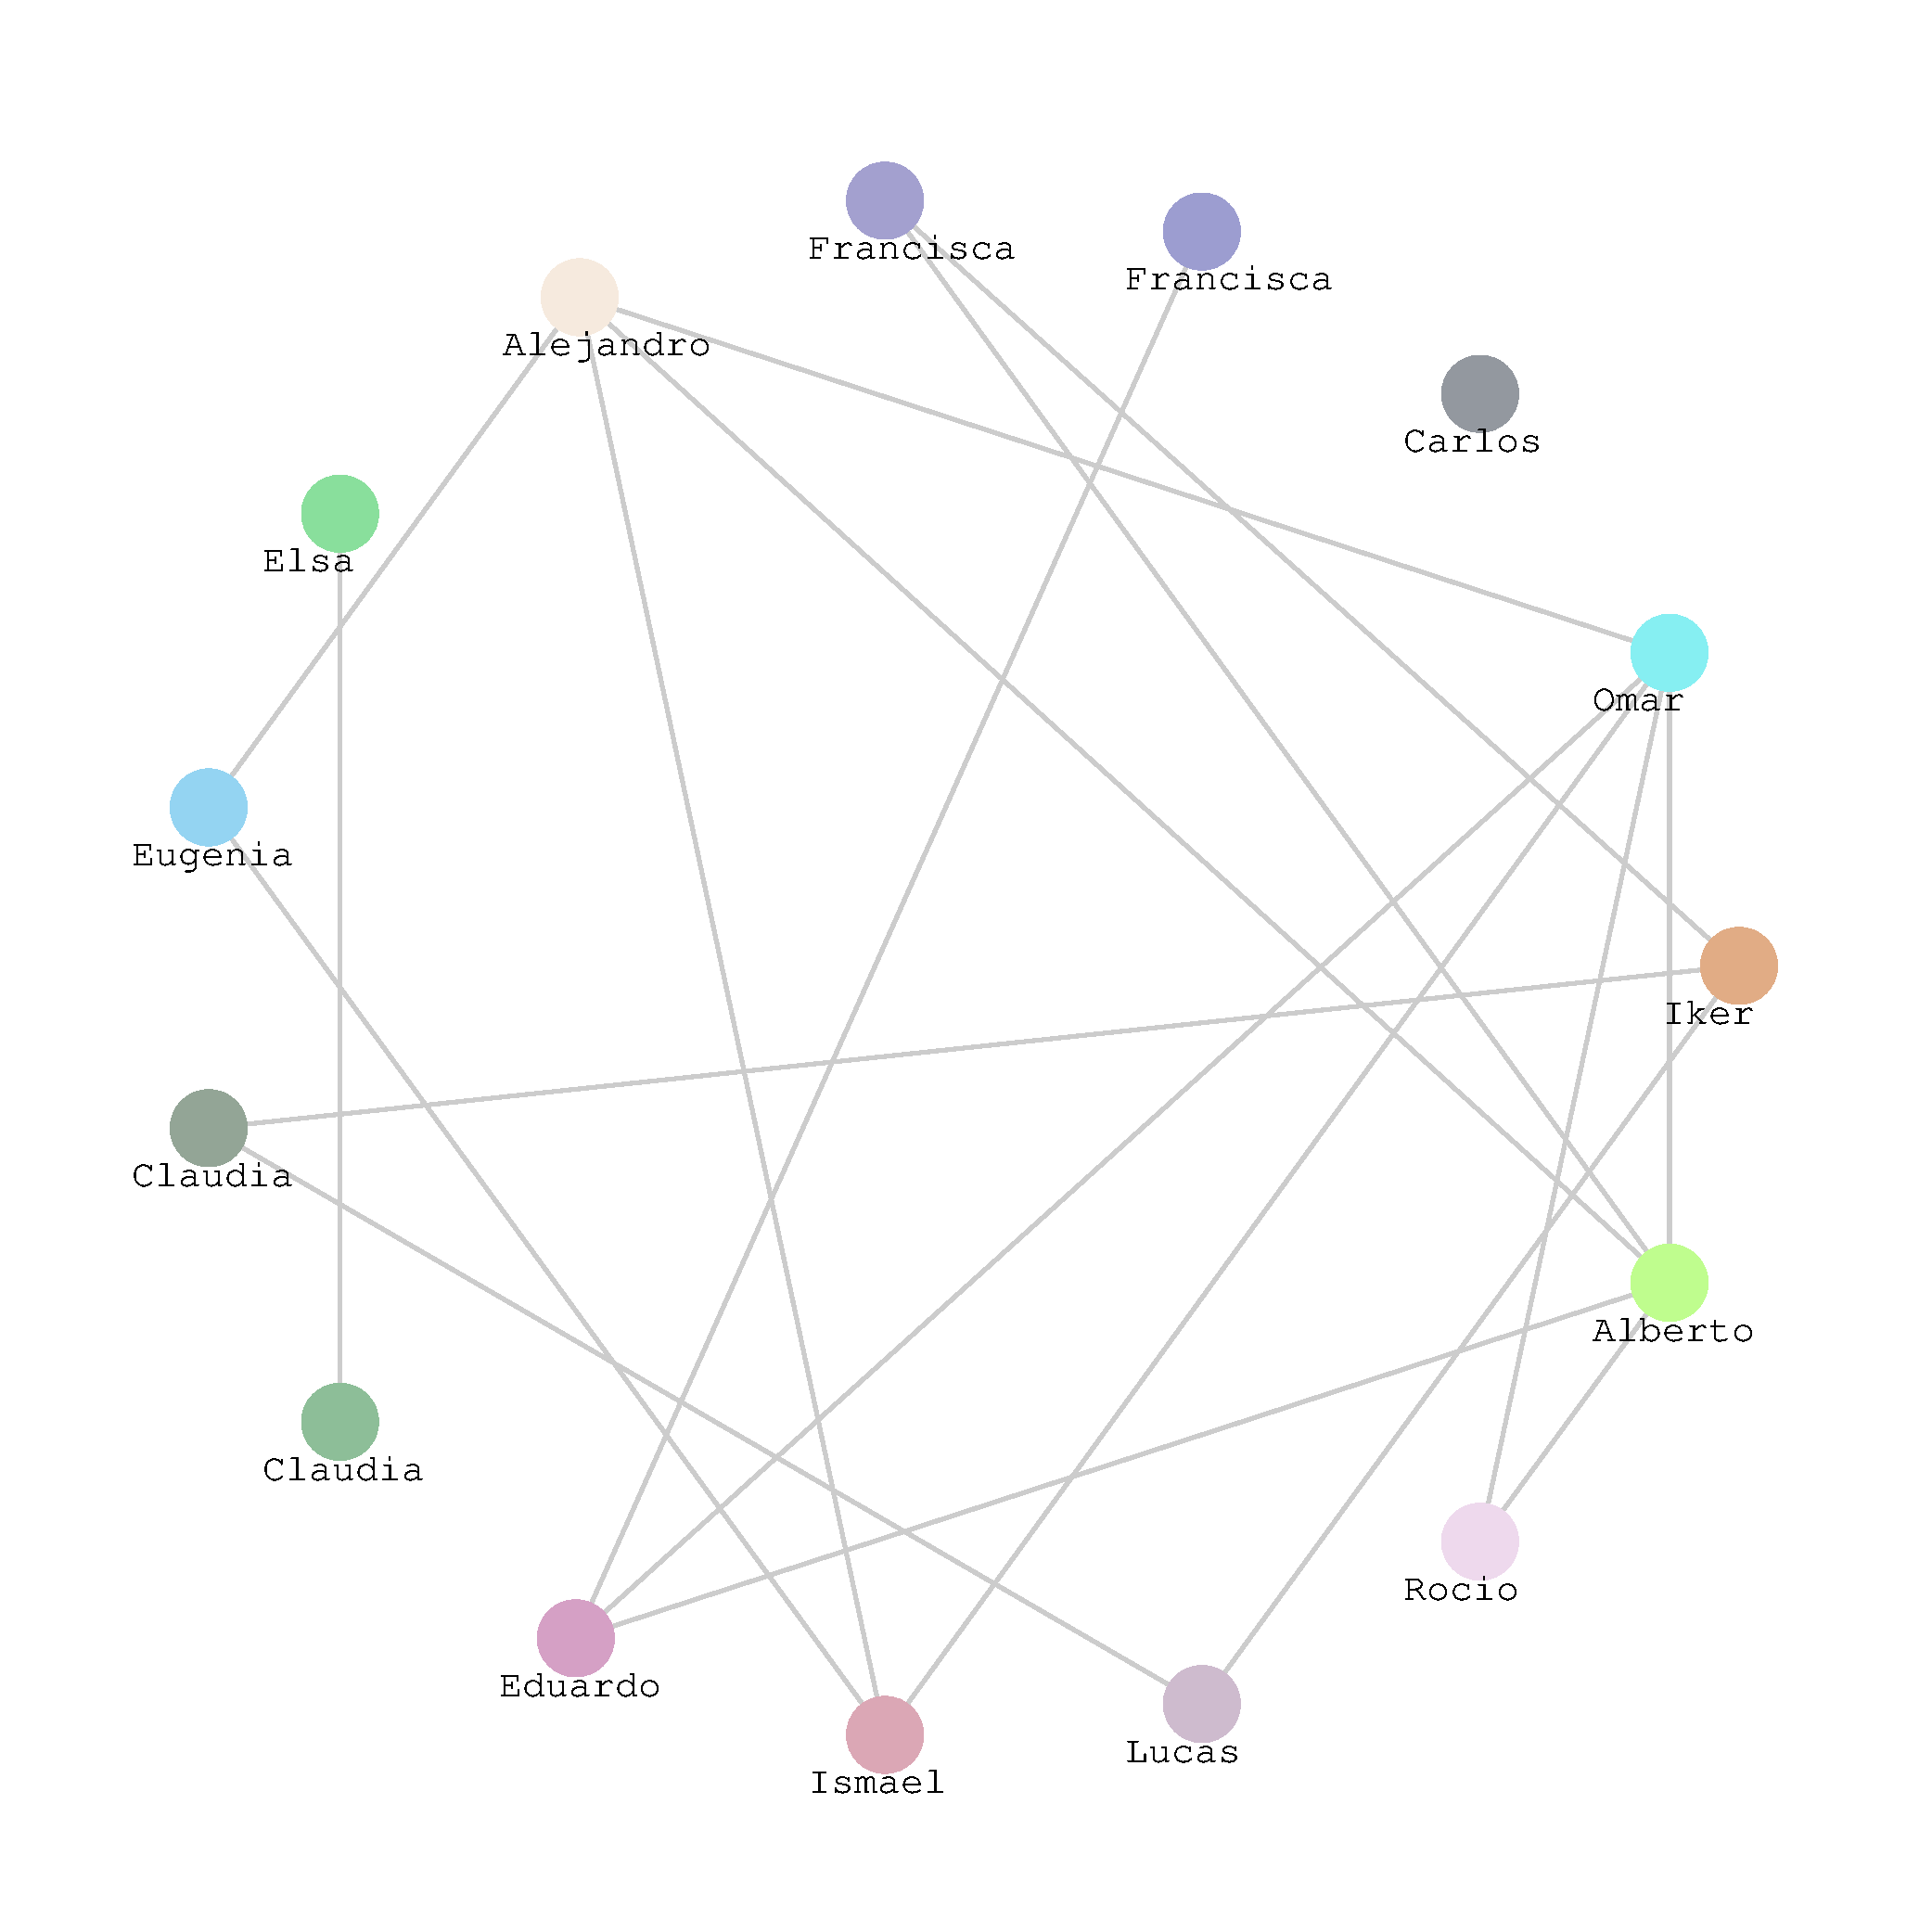 Francisca
Francisca
Alejandro
Carlos
Elsa
Omar
Eugenia
Iker
Claudia
Alberto
Claudia
Rocio
Eduardo
Lucas
Ismael